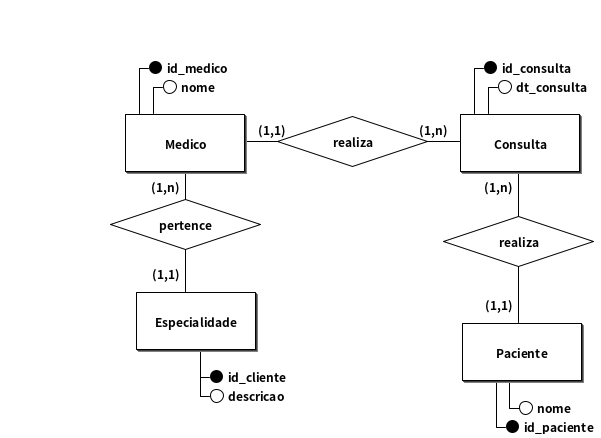 id_medico
nome
id_consulta
dt_consulta
Medico
(1,1)
realiza
(1,n)
Consulta
(1,n)
pertence
(1,1)
Especialidade
id_cliente
descricao
(1,n)
realiza
(1,1)
Paciente
nome
id_paciente